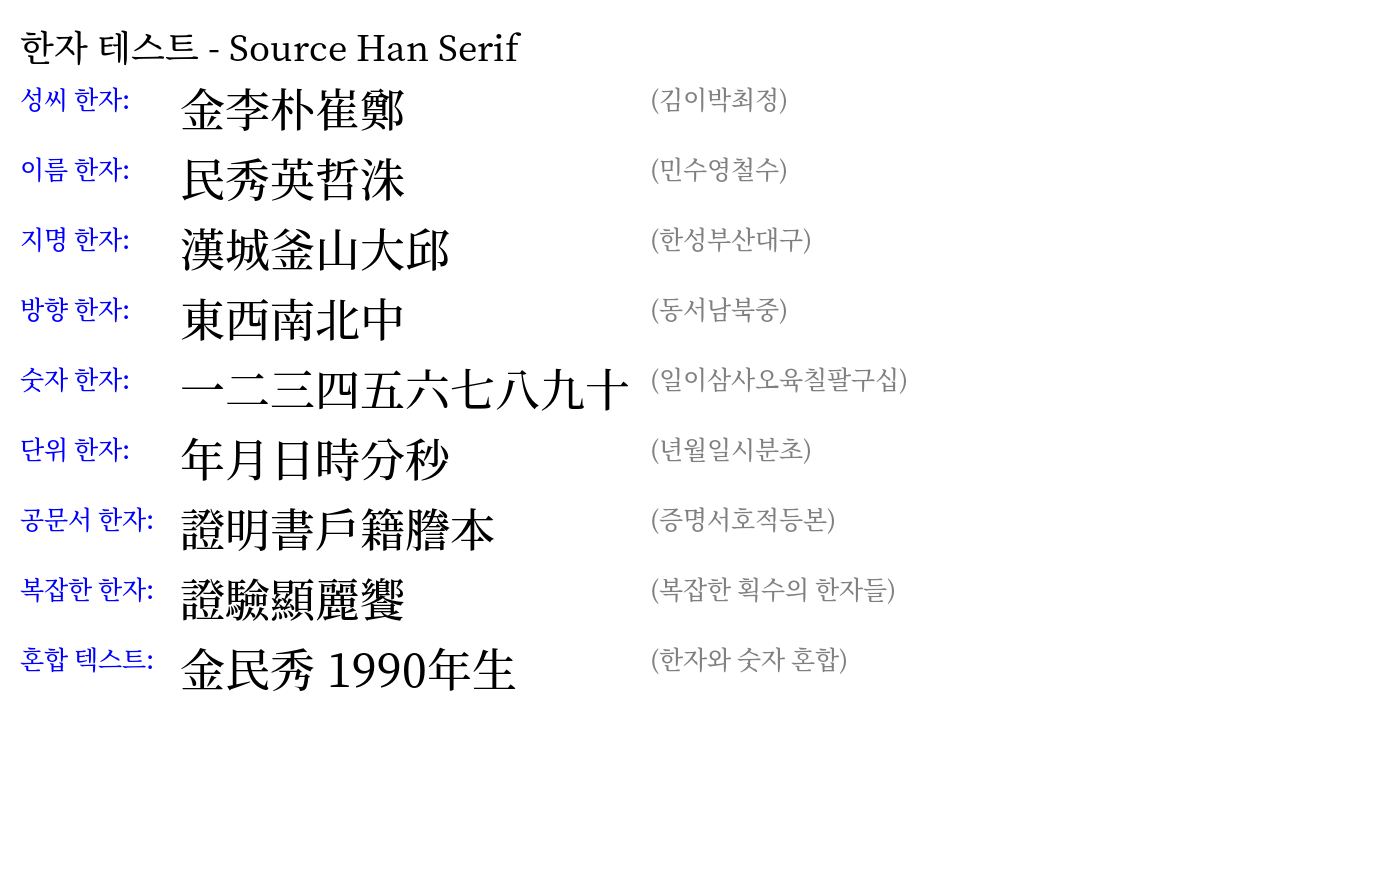 한자 테스트 - Source Han Serif
성씨 한자: 金李朴崔鄭 (김이박최정)
이름 한자: 民秀英哲洙 (민수영철수)
지명 한자: 漢城釜山大邱 (한성부산대구)
방향 한자: 東西南北中 (동서남북중)
숫자 한자: 一二三四五六七八九十 (일이삼사오육칠팔구십)
단위 한자: 年月日時分秒 (년월일시분초)
공문서 한자: 證明書戶籍謄本 (증명서호적등본)
복잡한 한자: 證驗顯麗饗 (복잡한 획수의 한자들)
혼합 텍스트: 金民秀 1990年生 (한자와 숫자 혼합)